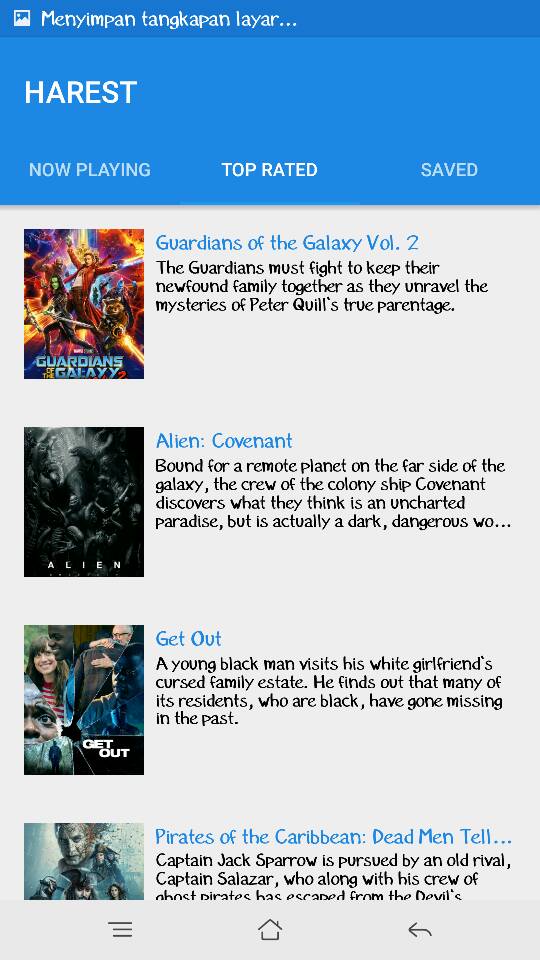 Menyimpan tangkapan layar...
HAREST
NOW PLAYING
TOP RATED
SAVED
Guardians of the Galaxy Vol. 2
The Guardians must fight to keep their
newfound family together as they unravel the
mysteries of Peter Quill's true parentage.
GUARDIANS
OF THE GALAXY
Alien: Covenant
Bound for a remote planet on the far side of the
galaxy, the crew of the colony ship Covenant
discovers what they think is an uncharted
paradise, but is actually a dark, dangerous wo...
ALIEN
Get Out
A young black man visits his white girlfriend's
cursed family estate. He finds out that many of
its residents, who are black, have gone missing
in the past.
GET
OUT
Pirates of the Caribbean: Dead Men Tell...
Captain Jack Sparrow is pursued by an old rival,
Captain Salazar, who along with his crew of
ghost pirates has escaped from the Devil's